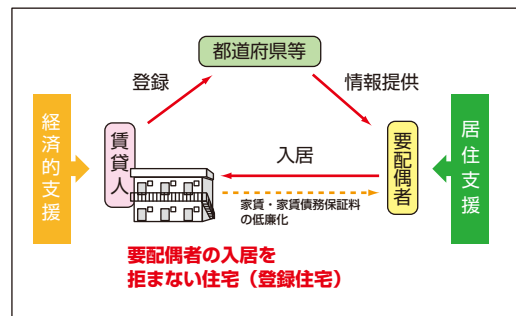 都道府県等
登録
情報提供
経済的支援
賃貸人
入居
要配偶者
居住支援
家賃・家賃債務保証料
の低廉化
要配偶者の入居を
拒まない住宅（登録住宅）